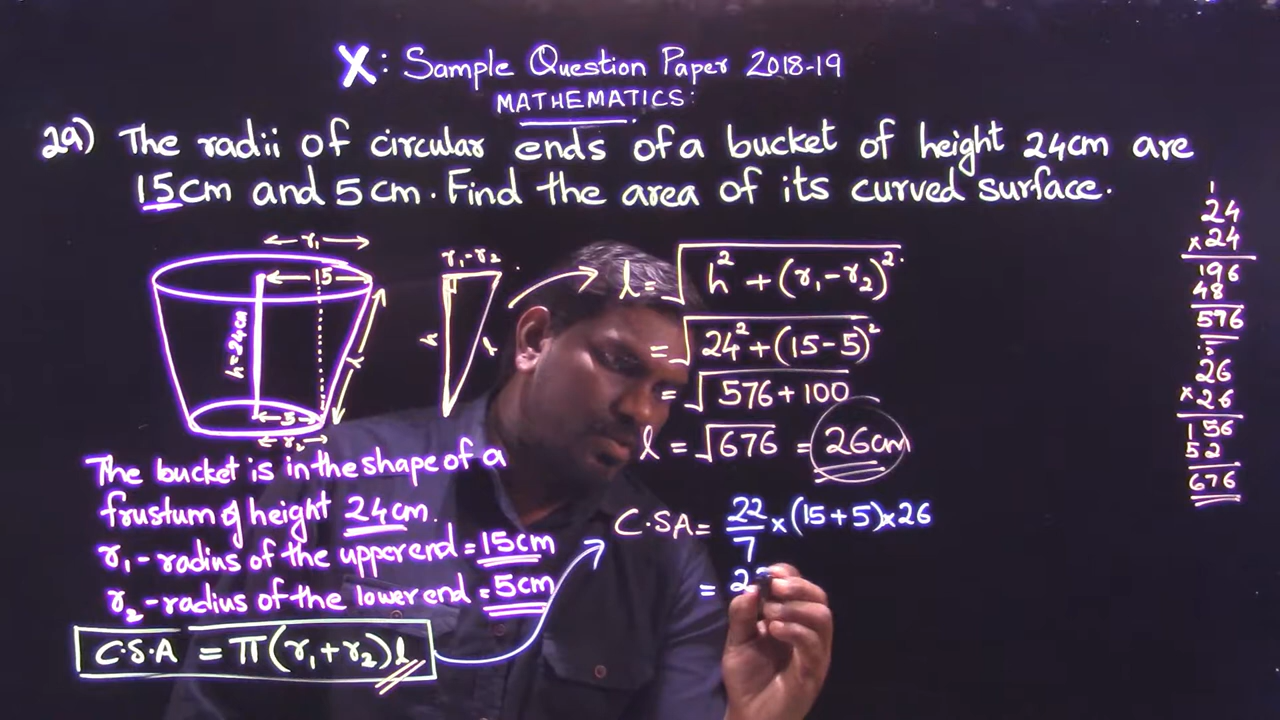 X: Sample Question Paper 2018-19
MATHEMATICS:
2a) The radii of circular ends of a bucket of height 24cm are
15cm and 5cm. Find the area of its curved surface.
r₁
15
h=24cm
l
5
r₂
r₁-r₂
h
l
l = √h² + (r₁-r₂)²
= √24² + (15-5)²
= √576 + 100
l = √676 = 26cm
The bucket is in the shape of a
frustum of height 24cm.
r₁ - radius of the upper end = 15cm
r₂ - radius of the lower end = 5cm
C.S.A = π(r₁+r₂)l
C.S.A = 22/7 × (15+5) × 26
= 2
1
24
×24
196
48
576
26
×26
156
52
676